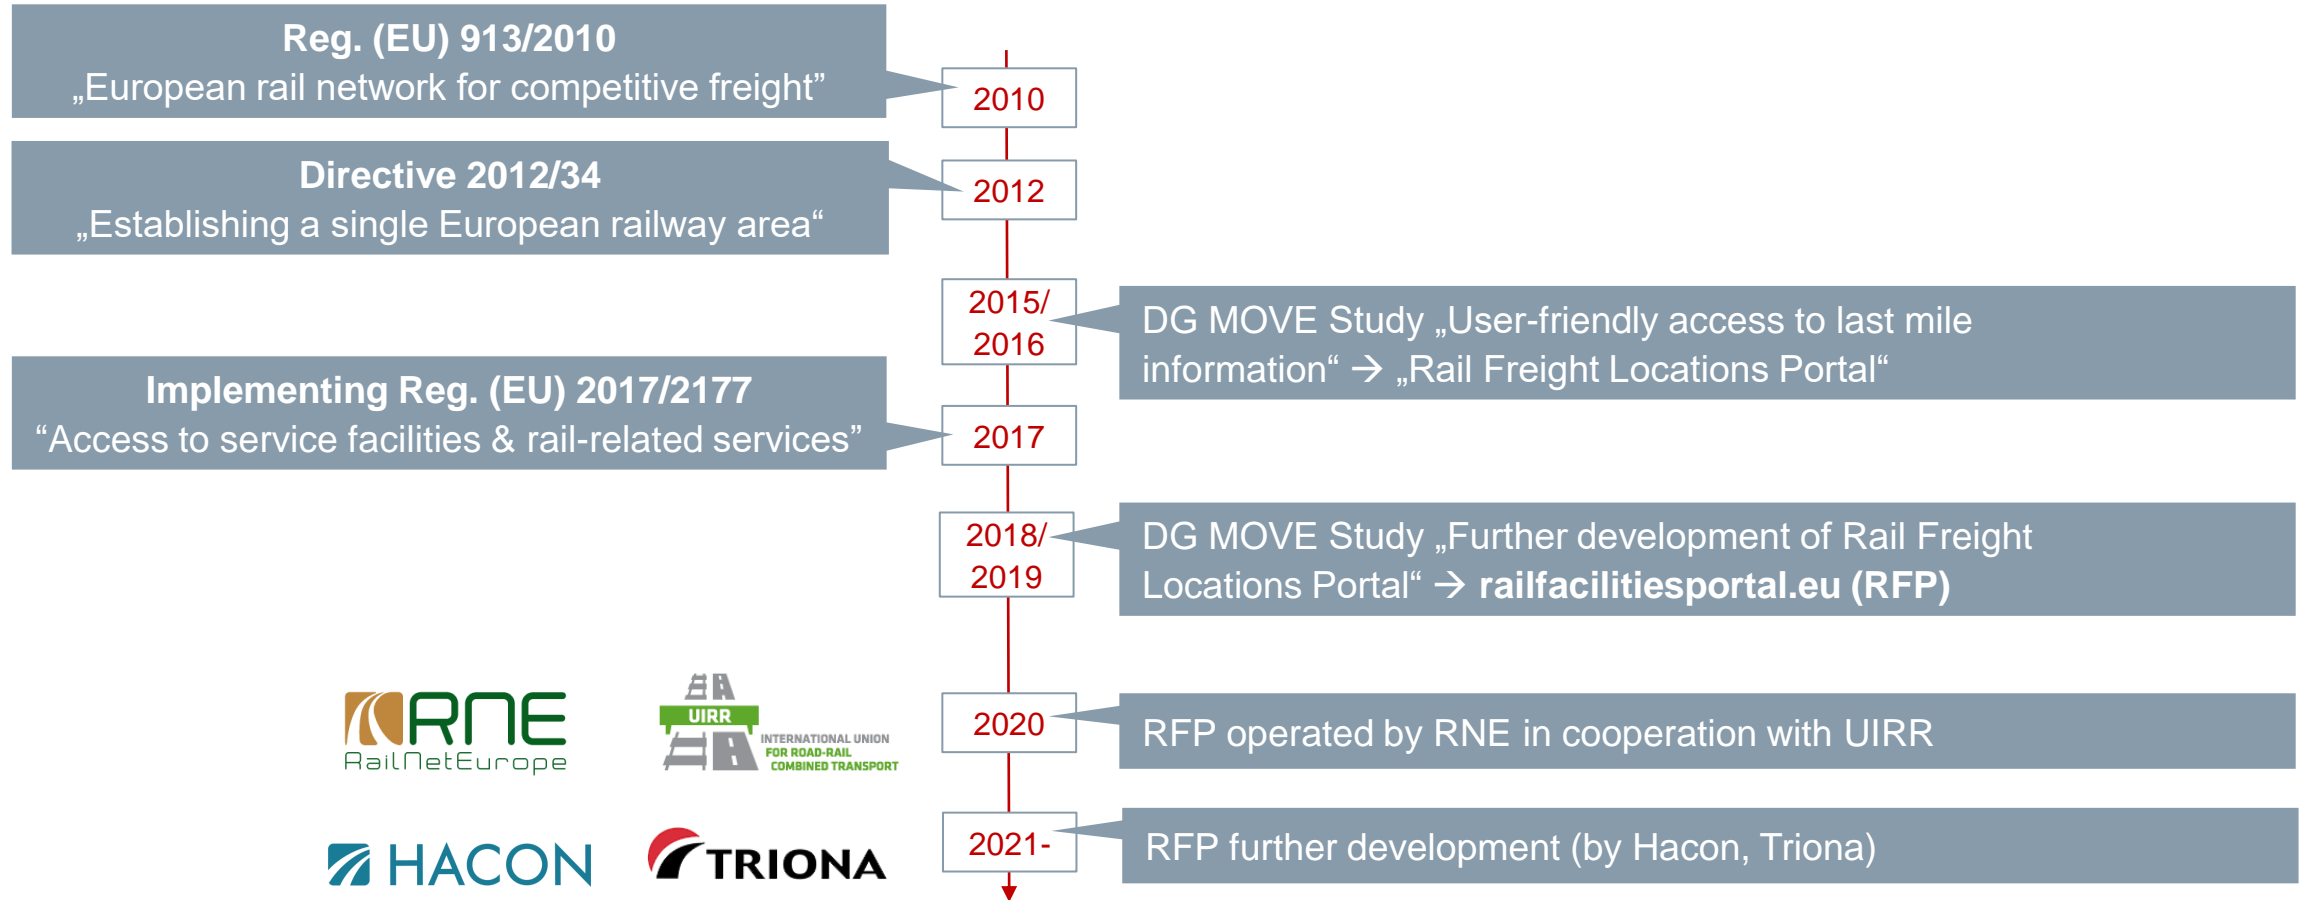 Reg. (EU) 913/2010
„European rail network for competitive freight”
2010
Directive 2012/34
„Establishing a single European railway area“
2012
2015/
2016
DG MOVE Study „User-friendly access to last mile
information“ → „Rail Freight Locations Portal“
Implementing Reg. (EU) 2017/2177
“Access to service facilities & rail-related services”
2017
2018/
2019
DG MOVE Study „Further development of Rail Freight
Locations Portal“ → railfacilitiesportal.eu (RFP)
RNE
RailNetEurope
UIRR
INTERNATIONAL UNION
FOR ROAD-RAIL
COMBINED TRANSPORT
2020
RFP operated by RNE in cooperation with UIRR
HACON
TRIONA
2021-
RFP further development (by Hacon, Triona)